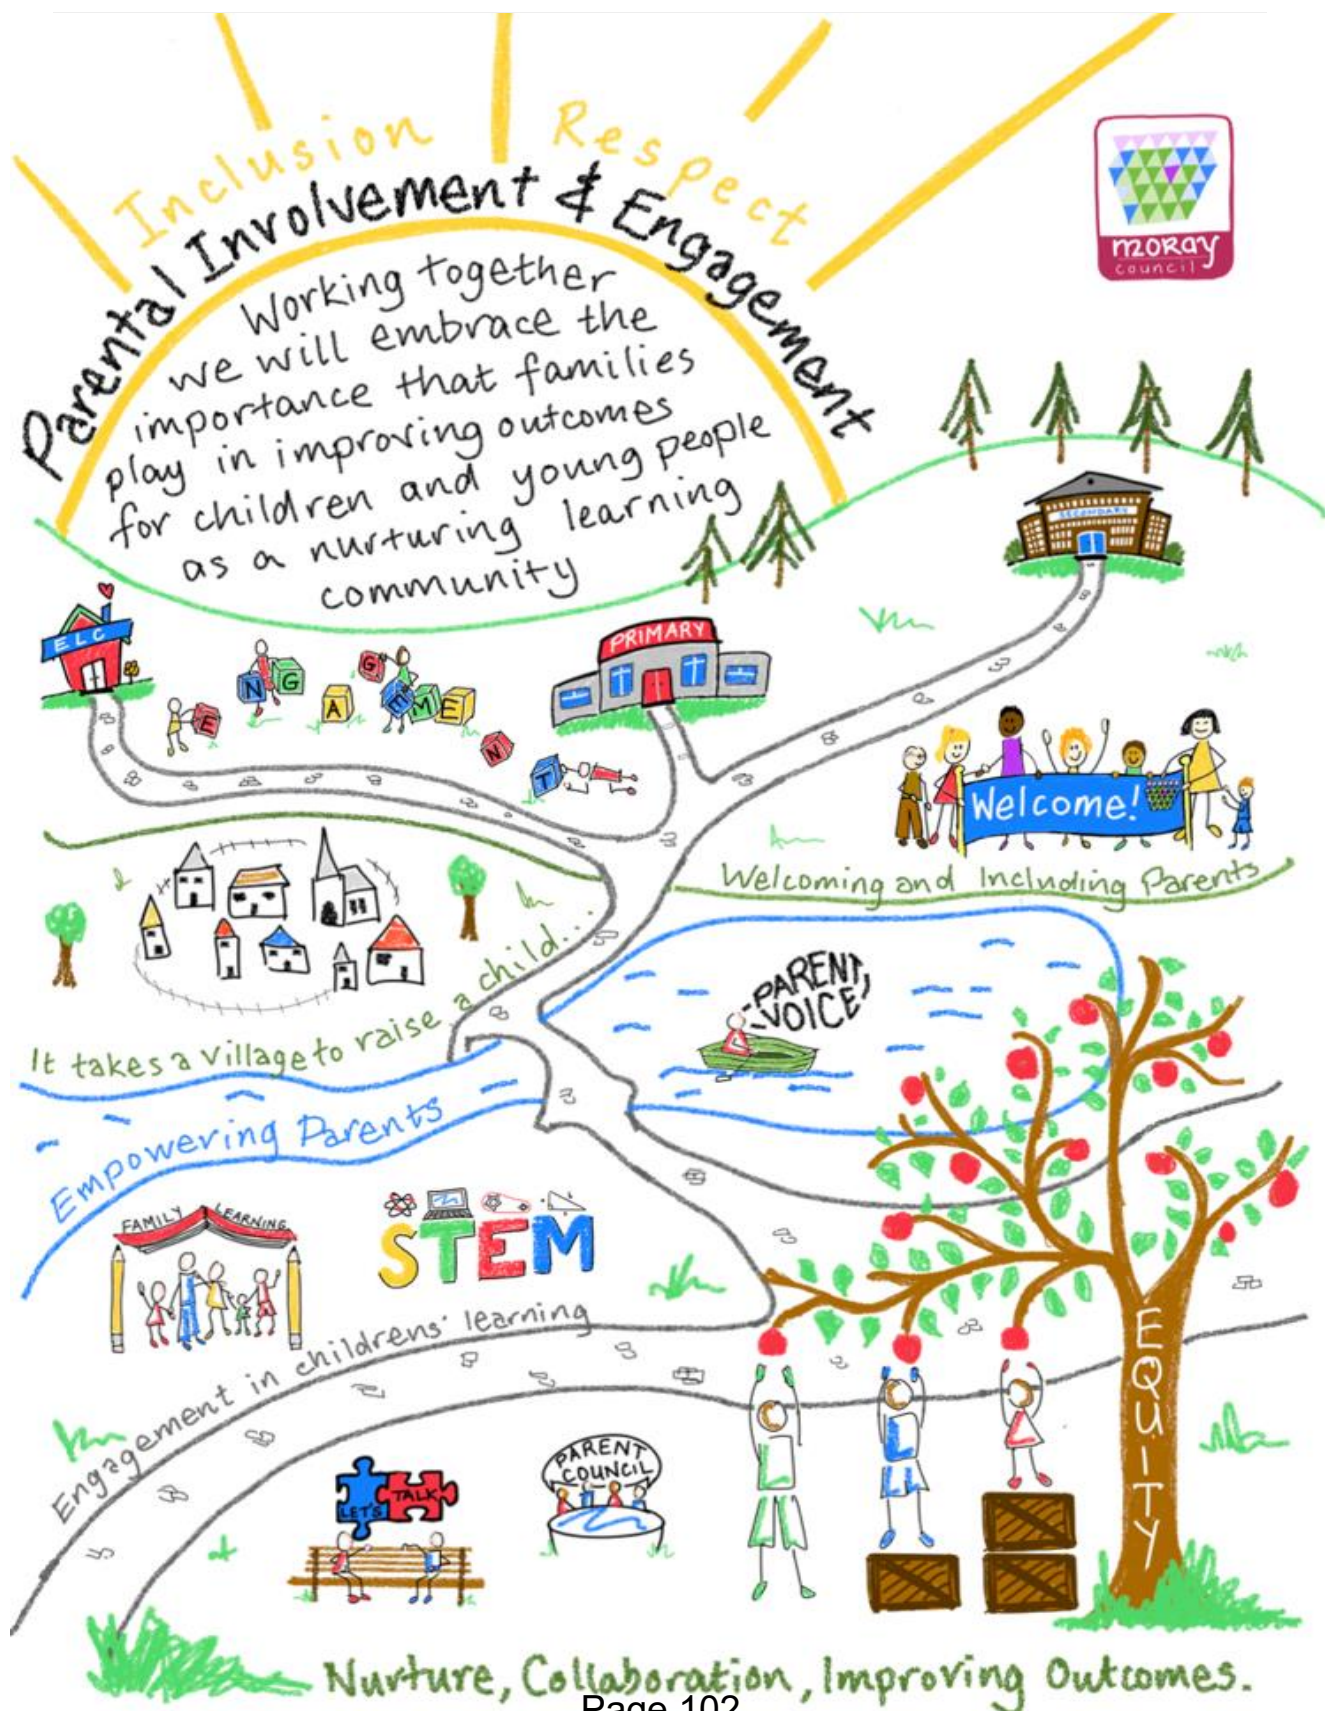 Inclusion Respect
Parental Involvement & Engagement
Working together
we will embrace the
importance that families
play in improving outcomes
for children and young people
as a nurturing learning
community
moray
council
SECONDARY
ELC
PRIMARY
ENGAGEMENT
Welcome!
Welcoming and Including Parents
It takes a village to raise a child...
PARENT
VOICE
Empowering Parents
FAMILY LEARNING
STEM
Engagement in childrens' learning
EQUITY
LET'S TALK
PARENT
COUNCIL
Nurture, Collaboration, Improving Outcomes.
Page 102